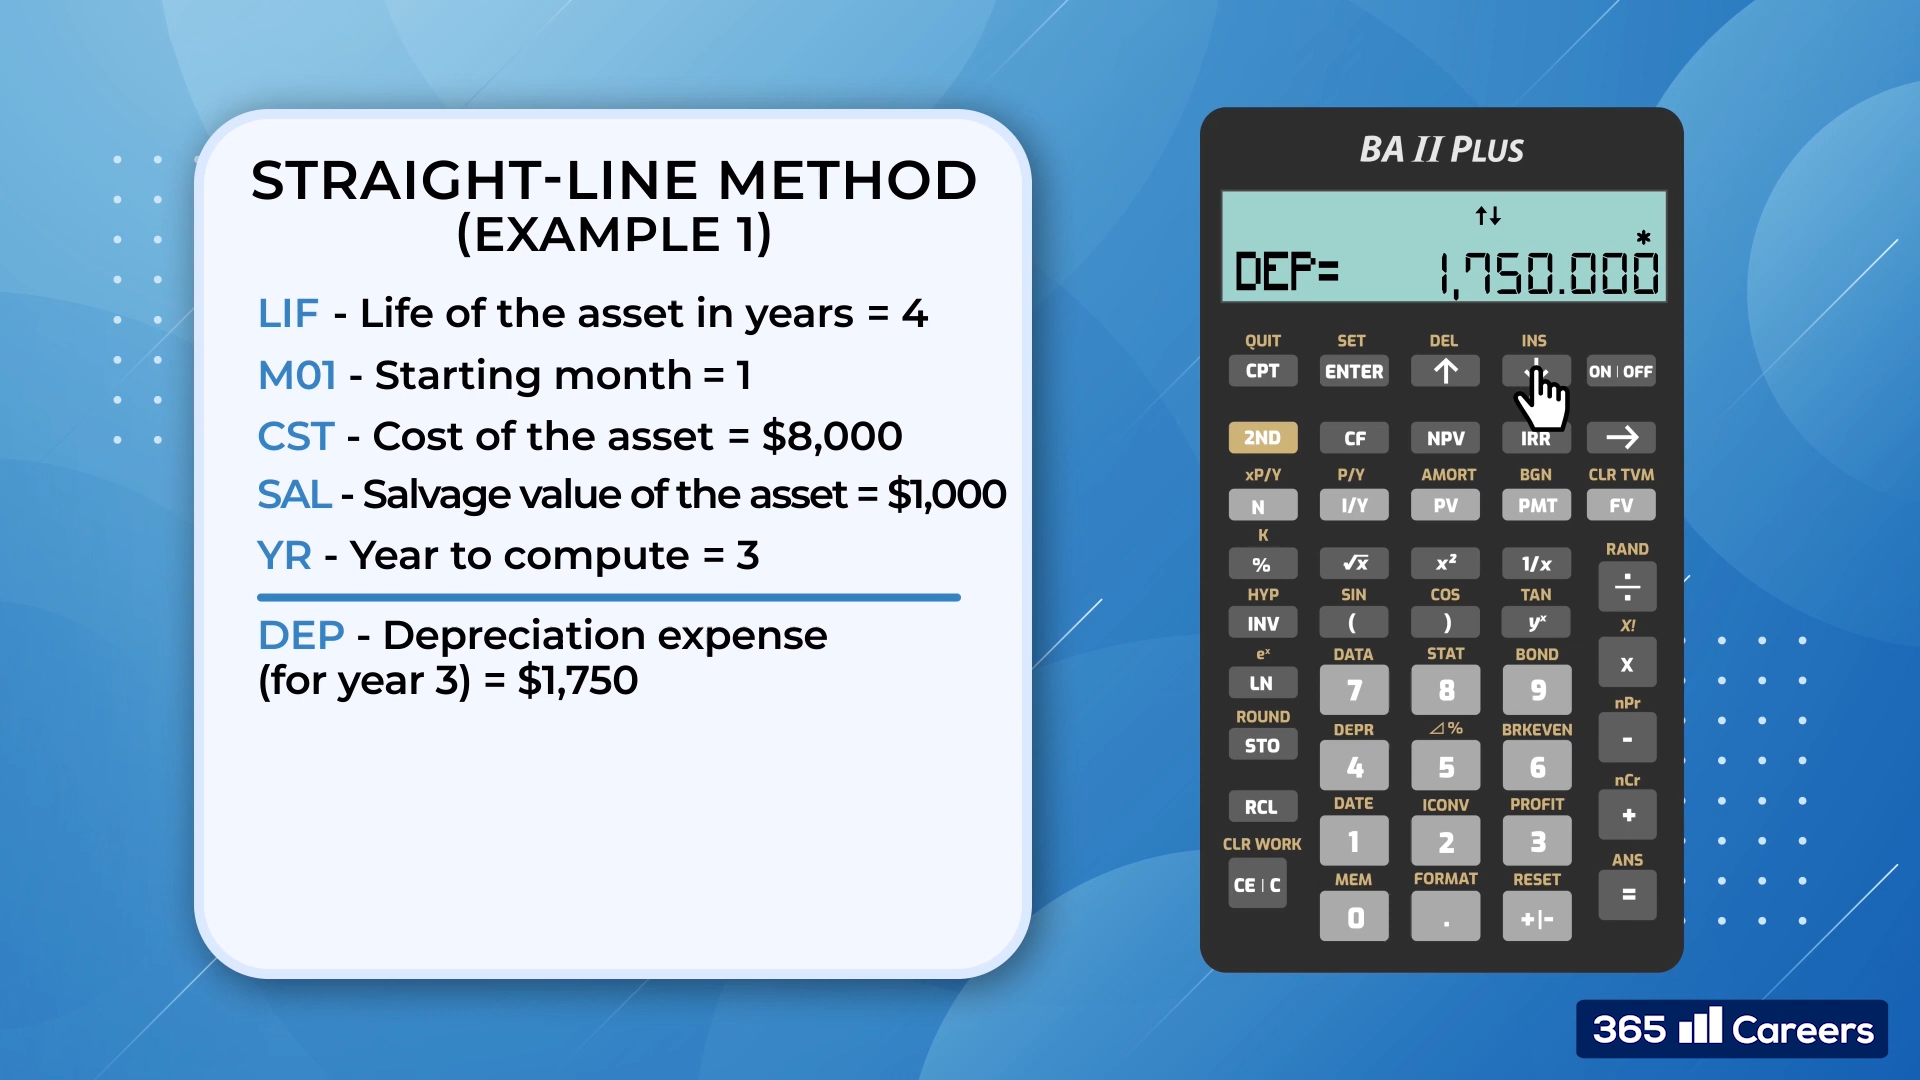 STRAIGHT-LINE METHOD
(EXAMPLE 1)
LIF - Life of the asset in years = 4
M01 - Starting month = 1
CST - Cost of the asset = $8,000
SAL - Salvage value of the asset = $1,000
YR - Year to compute = 3
DEP - Depreciation expense
(for year 3) = $1,750
BA II PLUS
↑↓
*
DEP= 1,750.000
QUIT SET DEL INS
CPT ENTER ↑ ON | OFF
2ND CF NPV IRR →
xP/Y P/Y AMORT BGN CLR TVM
N I/Y PV PMT FV
K RAND
% √x x² 1/x ÷
HYP SIN COS TAN X!
INV ( ) yˣ x
eˣ DATA STAT BOND
LN 7 8 9 nPr
ROUND DEPR ⊿% BRKEVEN
STO 4 5 6 -
nCr
RCL DATE ICONV PROFIT +
1 2 3
CLR WORK MEM FORMAT RESET ANS
CE | C 0 . +|- =
365 Careers